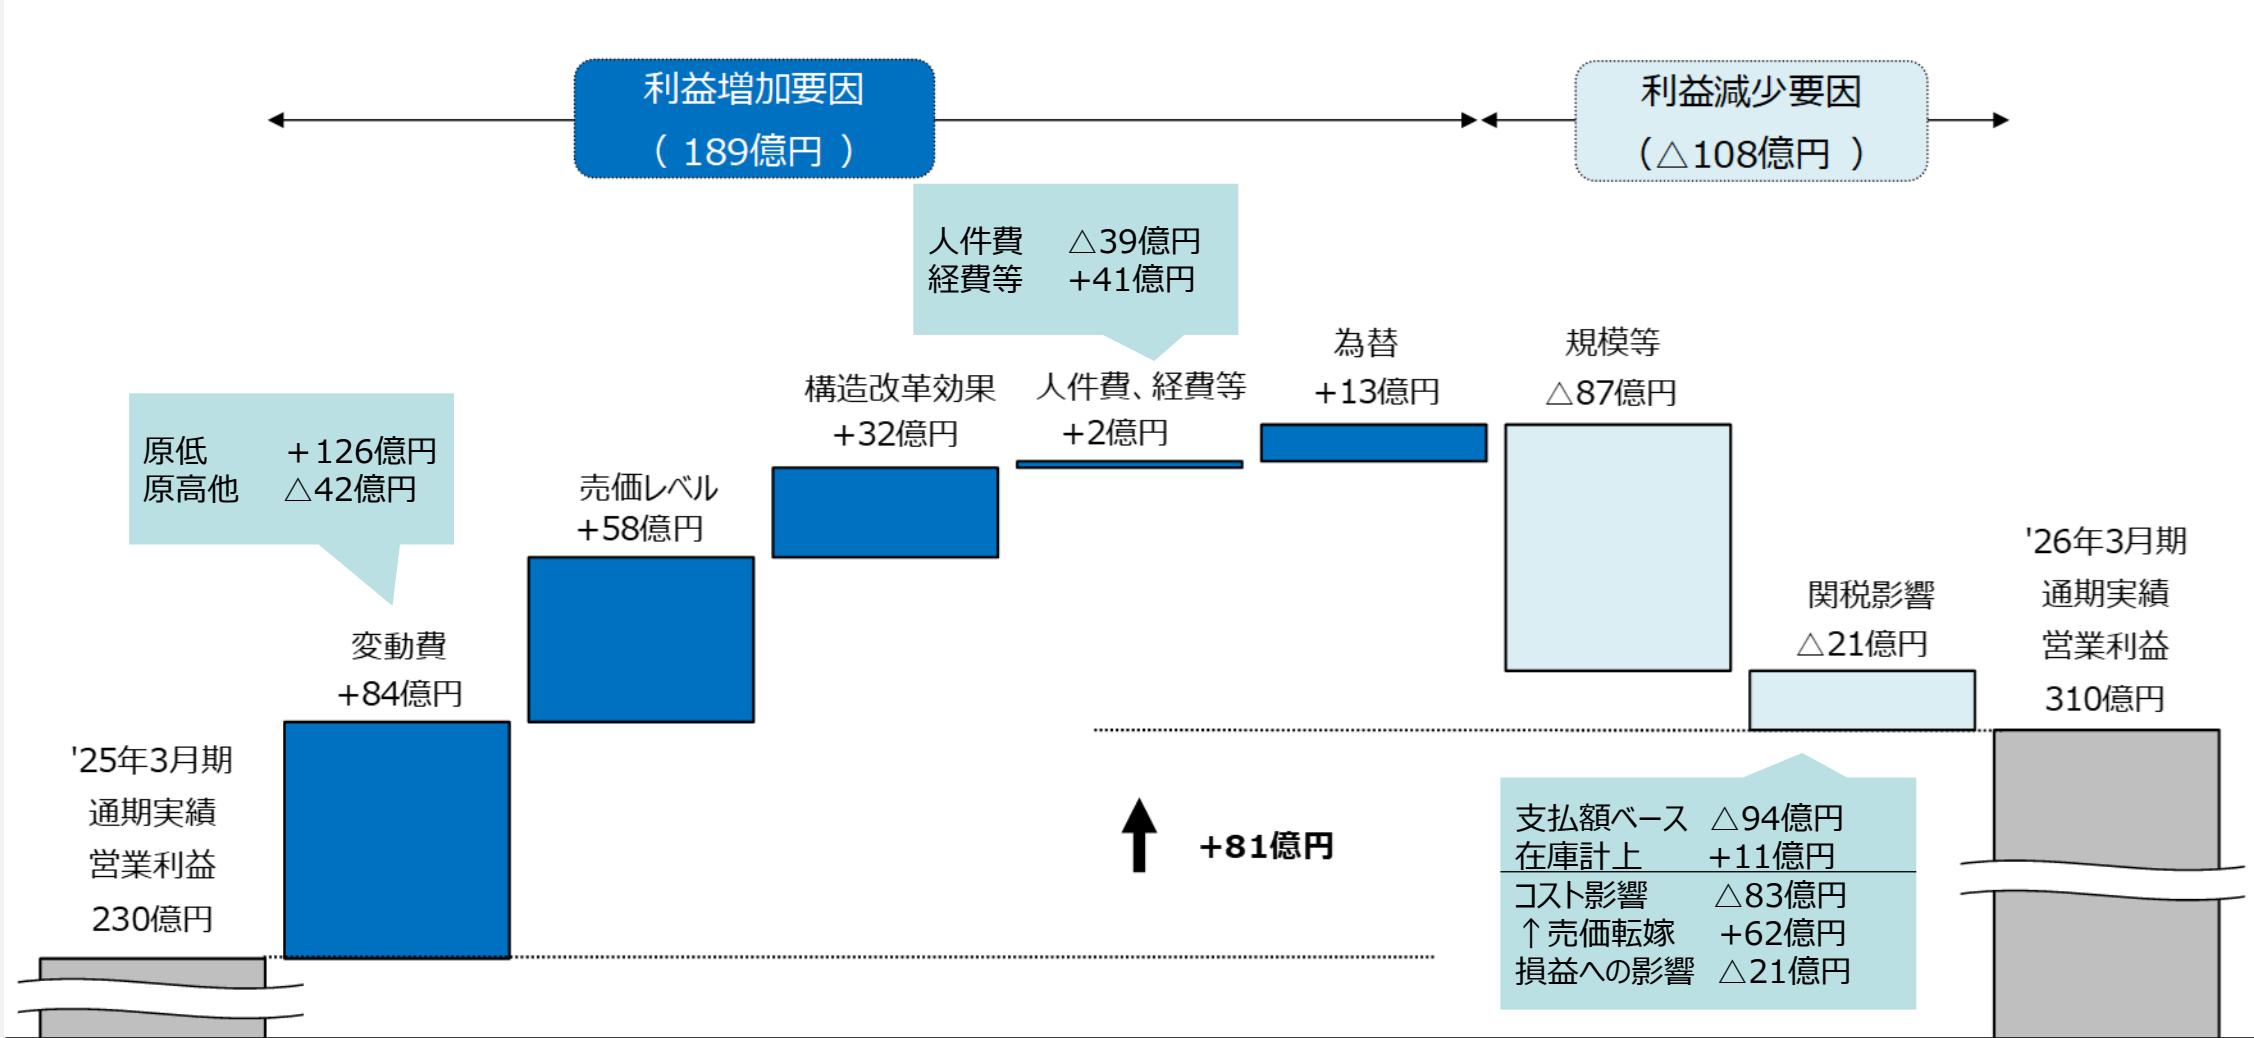 利益増加要因
( 189億円 )
利益減少要因
(△108億円 )
人件費 △39億円
経費等 +41億円
原低 +126億円
原高他 △42億円
'25年3月期
通期実績
営業利益
230億円
変動費
+84億円
売価レベル
+58億円
構造改革効果
+32億円
人件費、経費等
+2億円
為替
+13億円
規模等
△87億円
関税影響
△21億円
'26年3月期
通期実績
営業利益
310億円
+81億円
支払額ベース △94億円
在庫計上 +11億円
コスト影響 △83億円
↑売価転嫁 +62億円
損益への影響 △21億円